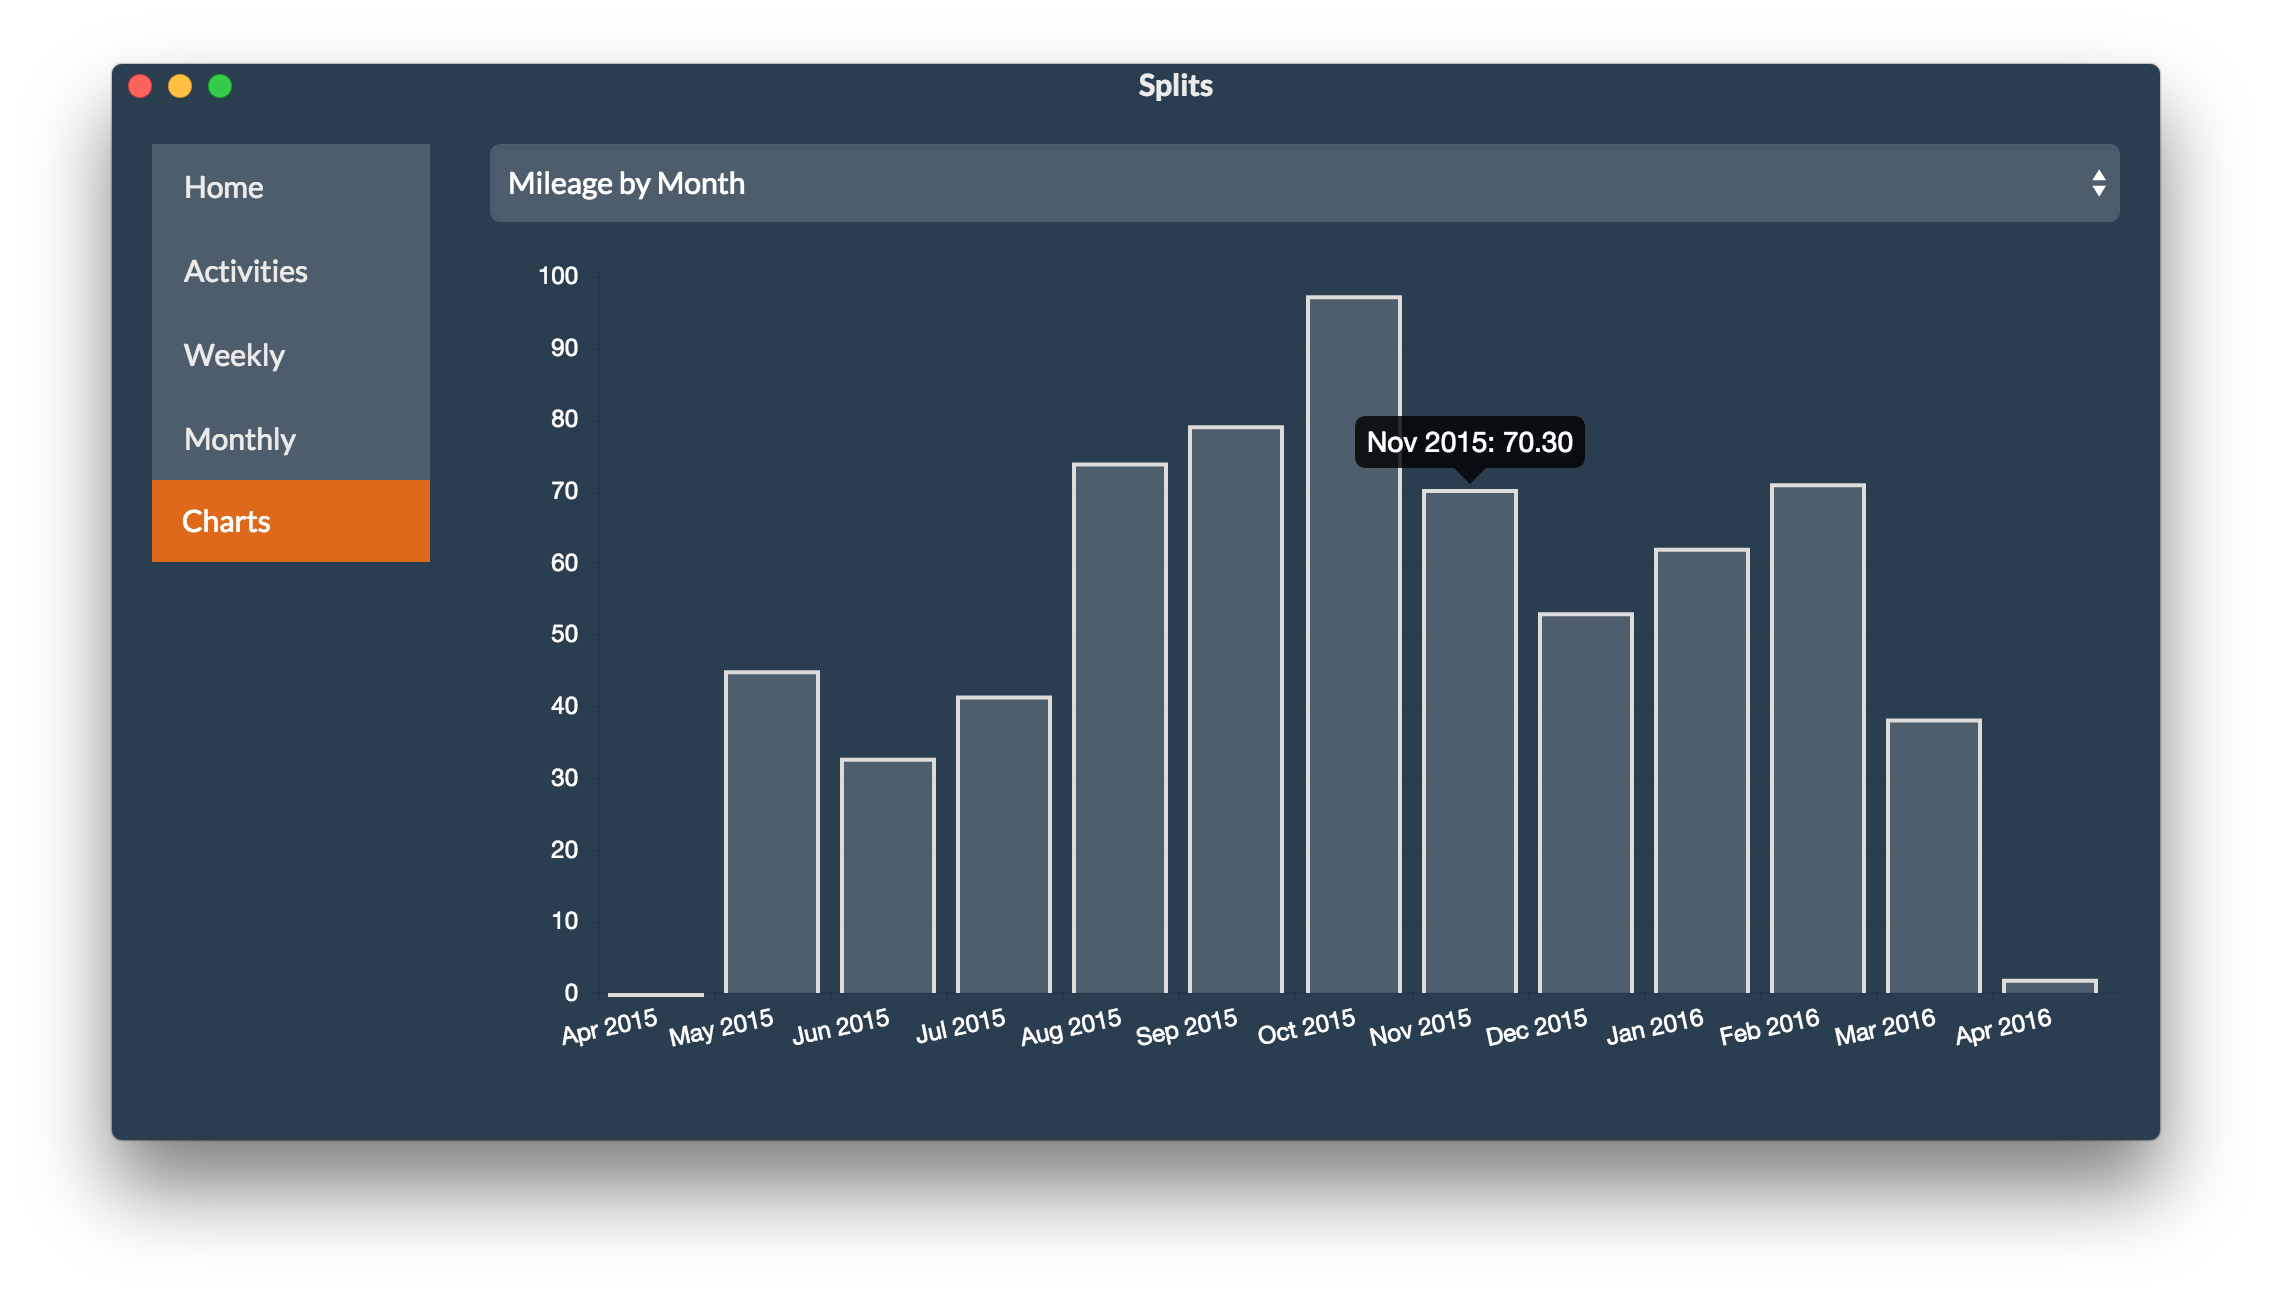 Splits
Home
Activities
Weekly
Monthly
Charts
Mileage by Month
100
90
80
70
60
50
40
30
20
10
0
Nov 2015: 70.30
Apr 2015 May 2015 Jun 2015 Jul 2015 Aug 2015 Sep 2015 Oct 2015 Nov 2015 Dec 2015 Jan 2016 Feb 2016 Mar 2016 Apr 2016